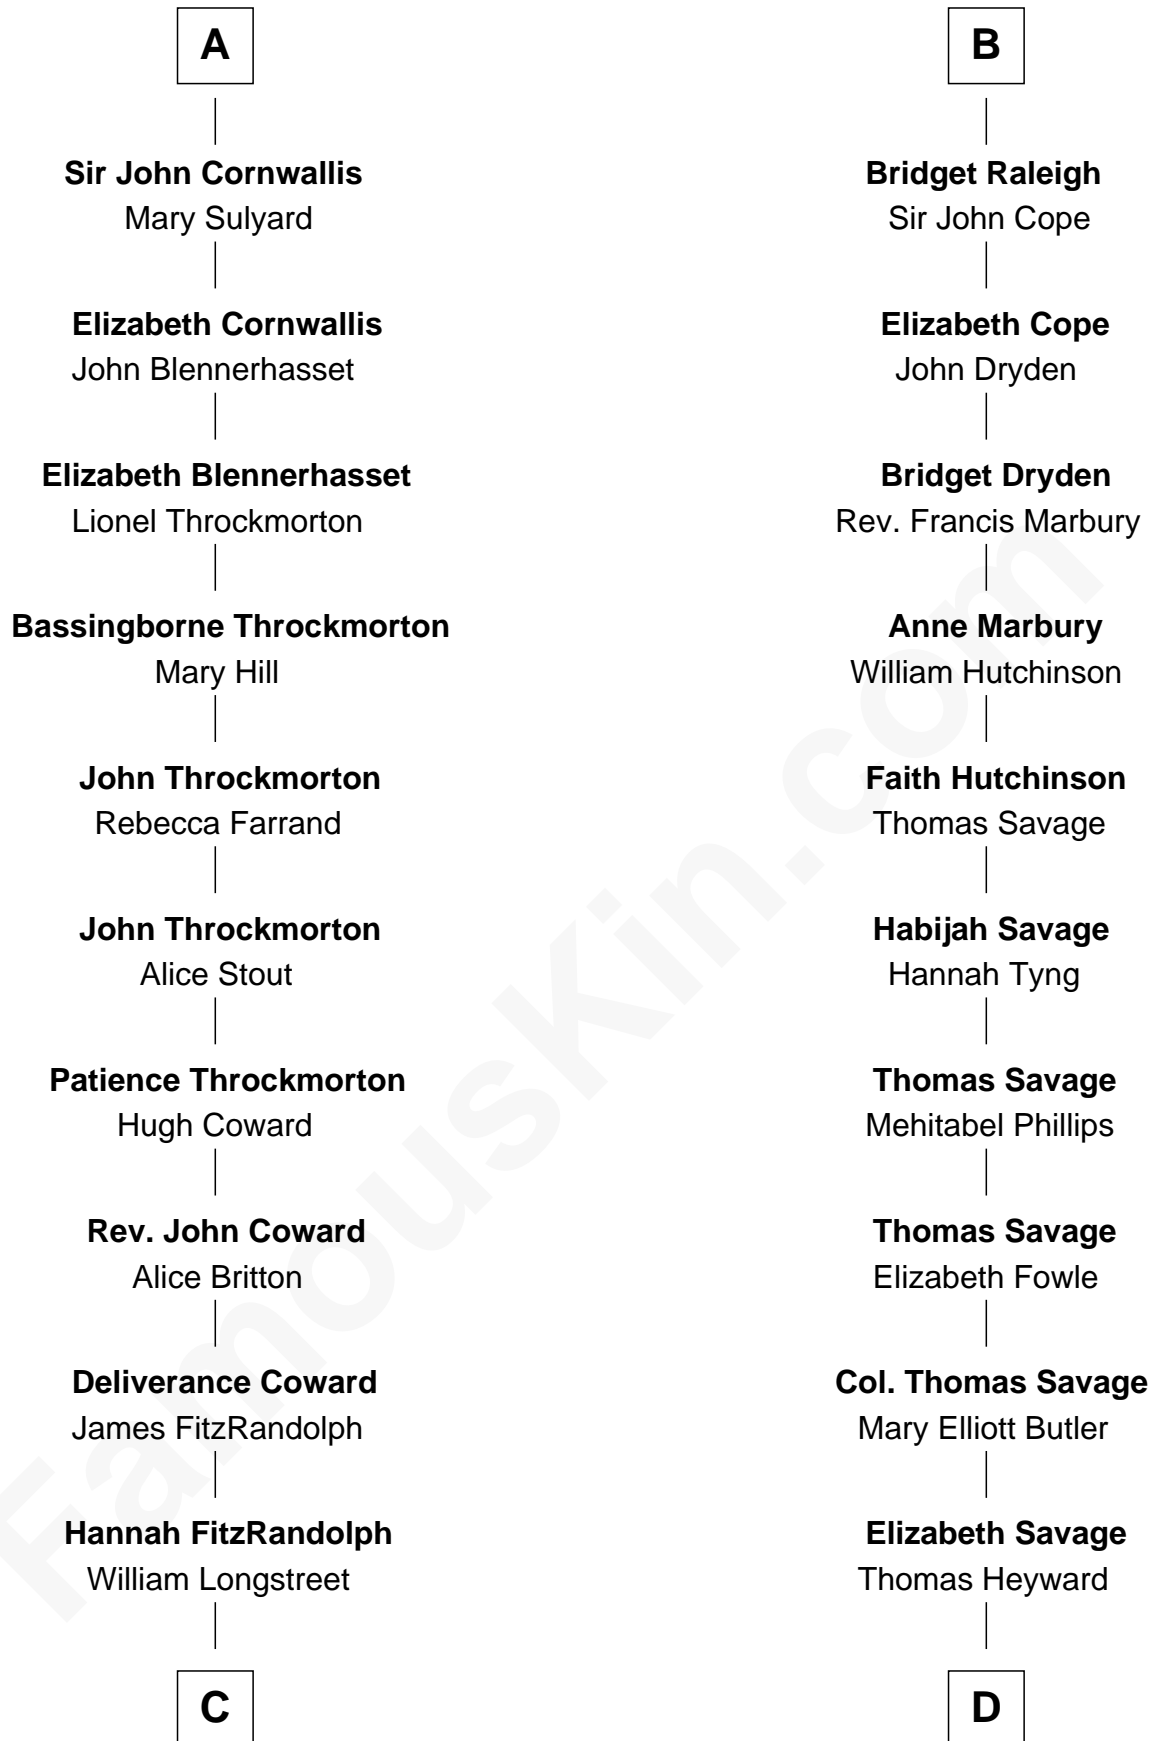 A
Sir John Cornwallis
Mary Sulyard
Elizabeth Cornwallis
John Blennerhasset
Elizabeth Blennerhasset
Lionel Throckmorton
Bassingborne Throckmorton
Mary Hill
John Throckmorton
Rebecca Farrand
John Throckmorton
Alice Stout
Patience Throckmorton
Hugh Coward
Rev. John Coward
Alice Britton
Deliverance Coward
James FitzRandolph
Hannah FitzRandolph
William Longstreet
C
B
Bridget Raleigh
Sir John Cope
Elizabeth Cope
John Dryden
Bridget Dryden
Rev. Francis Marbury
Anne Marbury
William Hutchinson
Faith Hutchinson
Thomas Savage
Habijah Savage
Hannah Tyng
Thomas Savage
Mehitabel Phillips
Thomas Savage
Elizabeth Fowle
Col. Thomas Savage
Mary Elliott Butler
Elizabeth Savage
Thomas Heyward
D
FamousKin.com